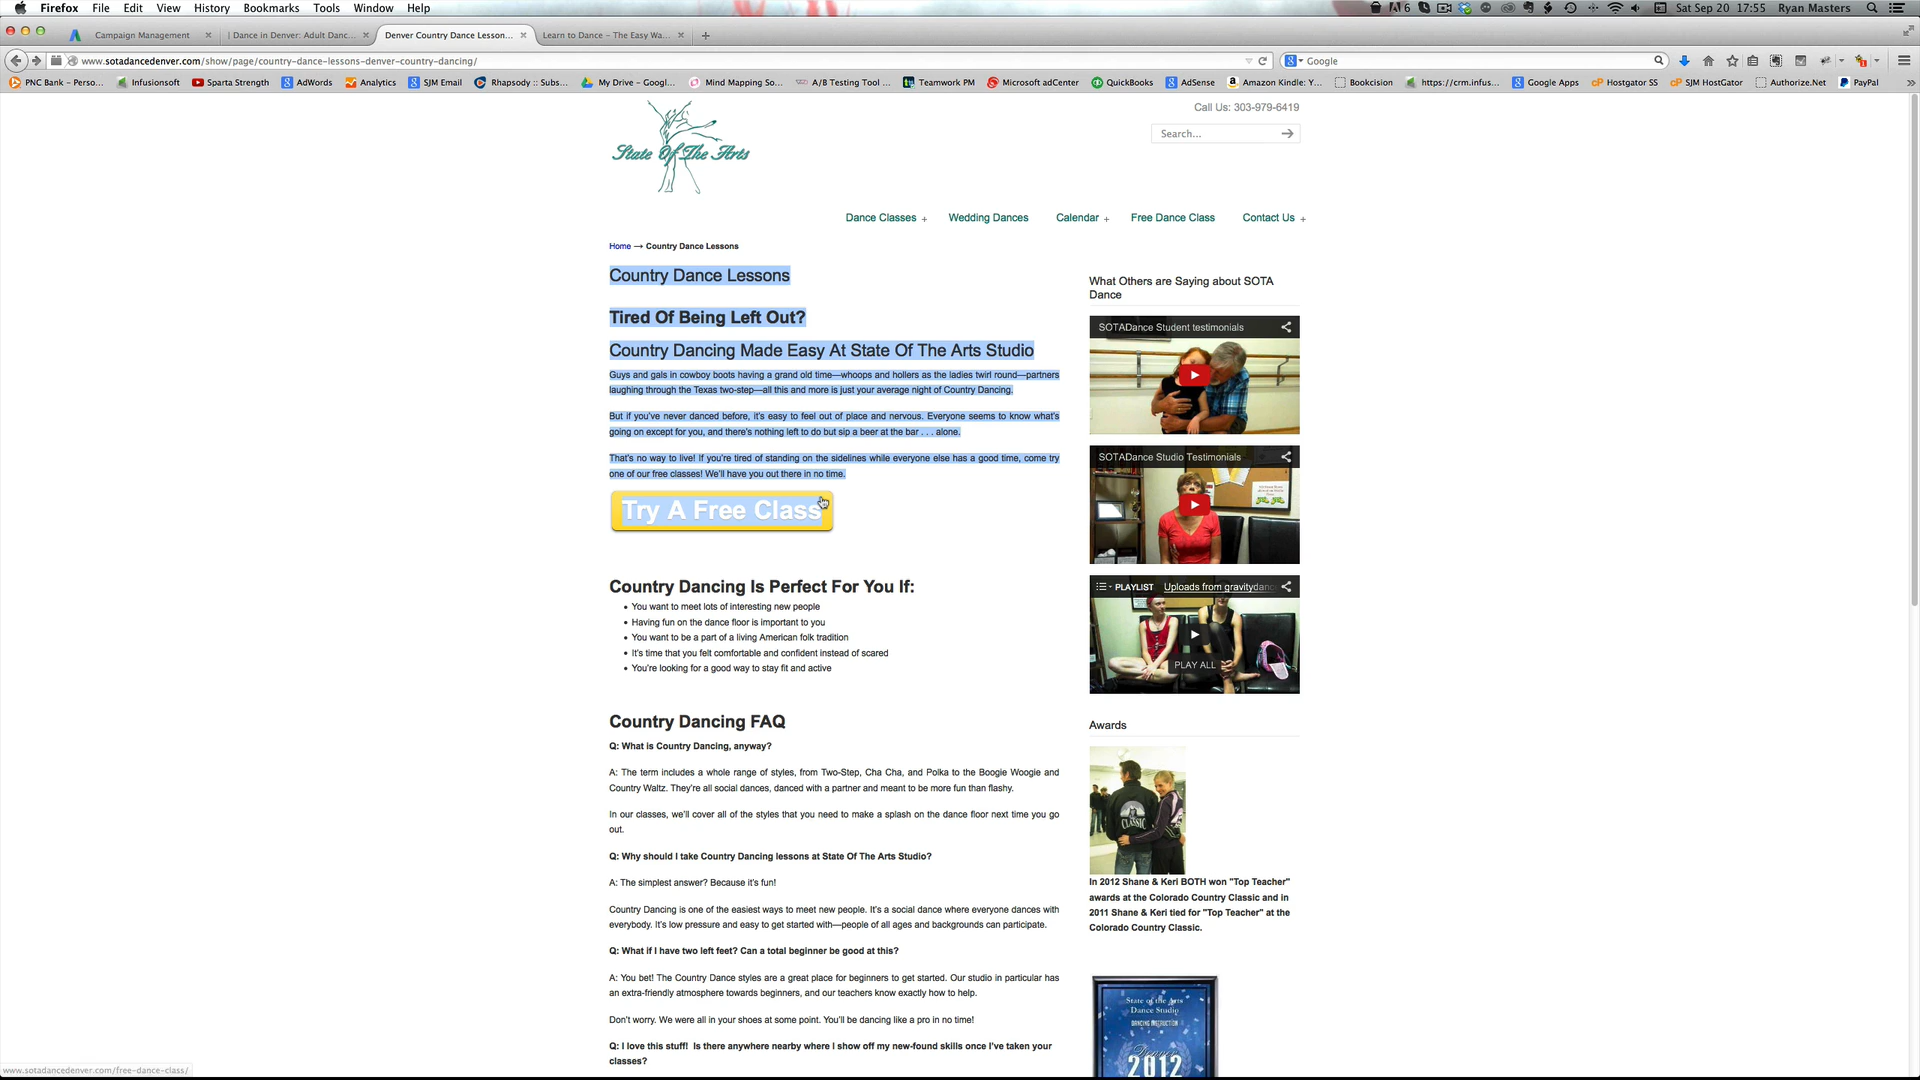 Firefox File Edit View History Bookmarks Tools Window Help
6 Sat Sep 20 17:55 Ryan Masters
Campaign Management
| Dance in Denver: Adult Danc...
Denver Country Dance Lesson...
Learn to Dance – The Easy Wa...
www.sotadancedenver.com/show/page/country-dance-lessons-denver-country-dancing/
Google
PNC Bank – Perso... Infusionsoft Sparta Strength AdWords Analytics SJM Email Rhapsody :: Subs... My Drive – Googl... Mind Mapping So... A/B Testing Tool ... Teamwork PM Microsoft adCenter QuickBooks AdSense Amazon Kindle: Y... Bookcision https://crm.infus... Google Apps Hostgator SS SJM HostGator Authorize.Net PayPal
State Of The Arts
Call Us: 303-979-6419
Search...
Dance Classes + Wedding Dances Calendar + Free Dance Class Contact Us +
Home → Country Dance Lessons
Country Dance Lessons
Tired Of Being Left Out?
Country Dancing Made Easy At State Of The Arts Studio
Guys and gals in cowboy boots having a grand old time—whoops and hollers as the ladies twirl round—partners
laughing through the Texas two-step—all this and more is just your average night of Country Dancing.
But if you've never danced before, it's easy to feel out of place and nervous. Everyone seems to know what's
going on except for you, and there's nothing left to do but sip a beer at the bar . . . alone.
That's no way to live! If you're tired of standing on the sidelines while everyone else has a good time, come try
one of our free classes! We'll have you out there in no time.
Try A Free Class
Country Dancing Is Perfect For You If:
• You want to meet lots of interesting new people
• Having fun on the dance floor is important to you
• You want to be a part of a living American folk tradition
• It's time that you felt comfortable and confident instead of scared
• You're looking for a good way to stay fit and active
Country Dancing FAQ
Q: What is Country Dancing, anyway?
A: The term includes a whole range of styles, from Two-Step, Cha Cha, and Polka to the Boogie Woogie and
Country Waltz. They're all social dances, danced with a partner and meant to be more fun than flashy.
In our classes, we'll cover all of the styles that you need to make a splash on the dance floor next time you go
out.
Q: Why should I take Country Dancing lessons at State Of The Arts Studio?
A: The simplest answer? Because it's fun!
Country Dancing is one of the easiest ways to meet new people. It's a social dance where everyone dances with
everybody. It's low pressure and easy to get started with—people of all ages and backgrounds can participate.
Q: What if I have two left feet? Can a total beginner be good at this?
A: You bet! The Country Dance styles are a great place for beginners to get started. Our studio in particular has
an extra-friendly atmosphere towards beginners, and our teachers know exactly how to help.
Don't worry. We were all in your shoes at some point. You'll be dancing like a pro in no time!
Q: I love this stuff! Is there anywhere nearby where I show off my new-found skills once I've taken your
classes?
What Others are Saying about SOTA
Dance
SOTADance Student testimonials
SOTADance Studio Testimonials
PLAYLIST Uploads from gravitydanc
PLAY ALL
Awards
CLASSIC
In 2012 Shane & Keri BOTH won "Top Teacher"
awards at the Colorado Country Classic and in
2011 Shane & Keri tied for "Top Teacher" at the
Colorado Country Classic.
State of the Arts
Dance Studio
DANCING INSTRUCTION
Denver
2012
www.sotadancedenver.com/free-dance-class/